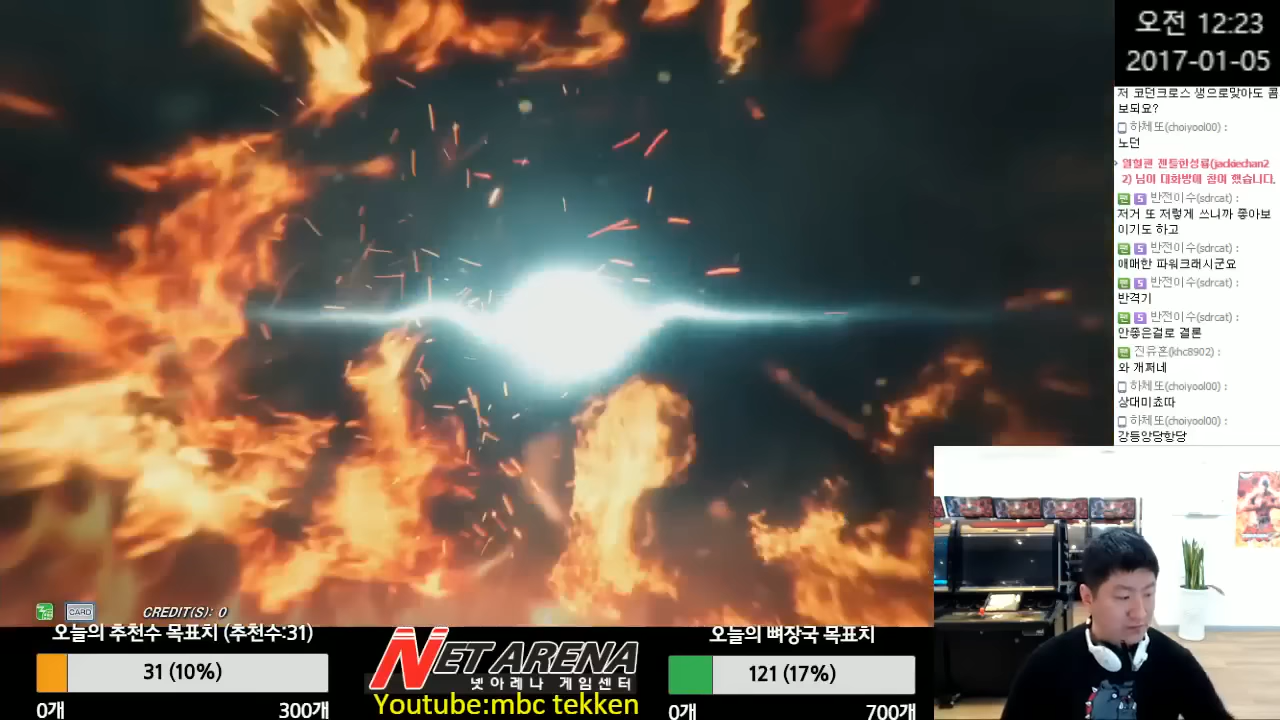 오전 12:23
2017-01-05
저 코던크로스 생으로맞아도 콤
보되요?
하체또(choiyool00) :
노던
열혈팬 젠틀한성룡(jackiechan2
2) 님이 대화방에 참여 했습니다.
팬 S 반전이수(sdrcat) :
저거 또 저렇게 쓰니까 좋아보
이기도 하고
팬 S 반전이수(sdrcat) :
애매한 파워크래시군요
팬 S 반전이수(sdrcat) :
반격기
팬 S 반전이수(sdrcat) :
안좋은걸로 결론
팬 진유혼(khc8902) :
와 개쩌네
하체또(choiyool00) :
상대미쵸따
하체또(choiyool00) :
강등앙당항당
CARD
CREDIT(S): 0
오늘의 추천수 목표치 (추천수:31)
31 (10%)
0개 300개
NET ARENA
넷아레나 게임센터
Youtube:mbc tekken
오늘의 뼈장국 목표치
121 (17%)
0개 700개